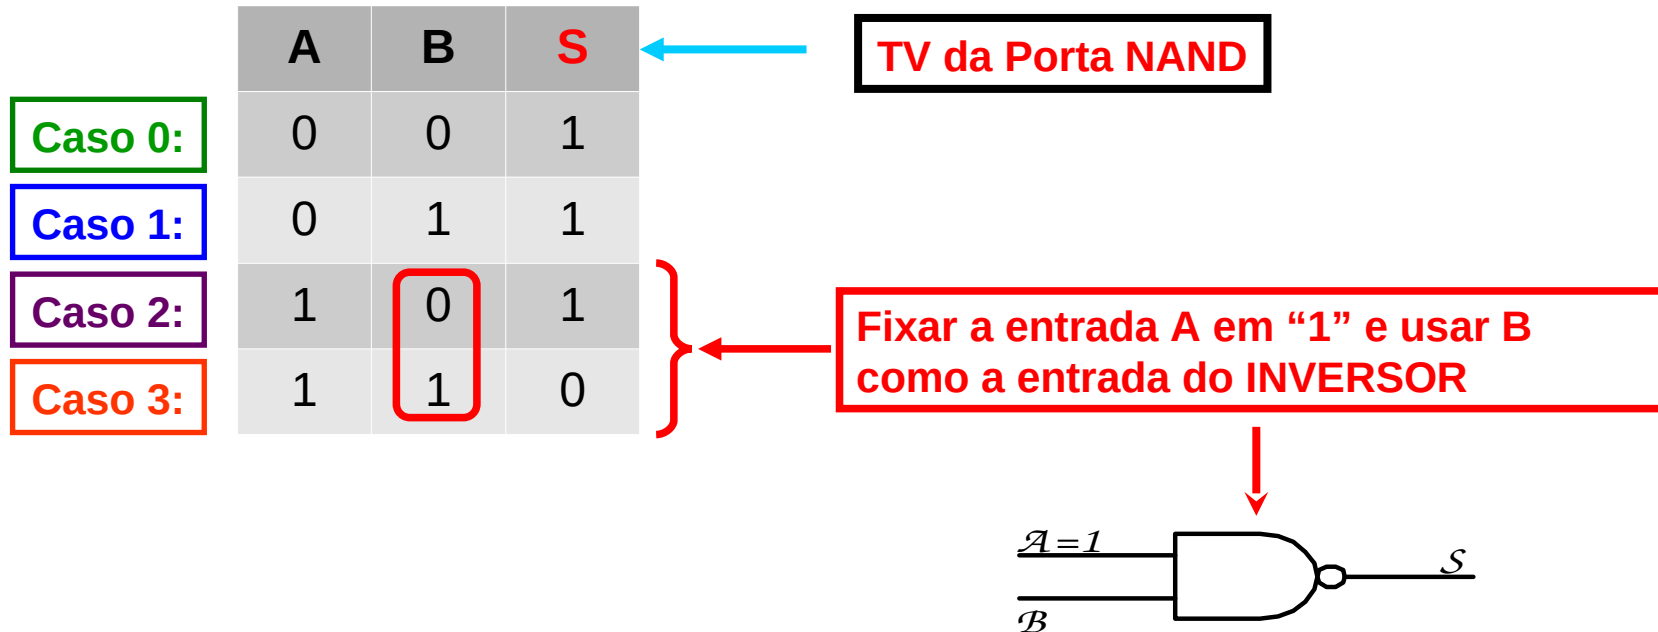 A B S
TV da Porta NAND
Caso 0: 0 0 1
Caso 1: 0 1 1
Caso 2: 1 0 1
Caso 3: 1 1 0
Fixar a entrada A em “1” e usar B
como a entrada do INVERSOR
A=1
S
B